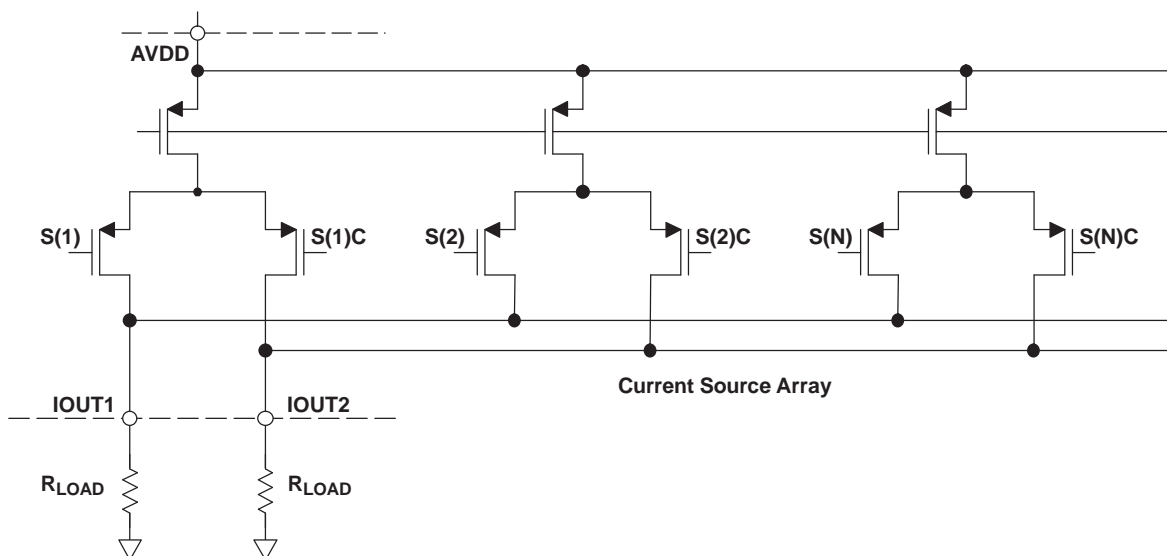 AVDD
S(1)
S(1)C
S(2)
S(2)C
S(N)
S(N)C
Current Source Array
IOUT1
IOUT2
RLOAD
RLOAD